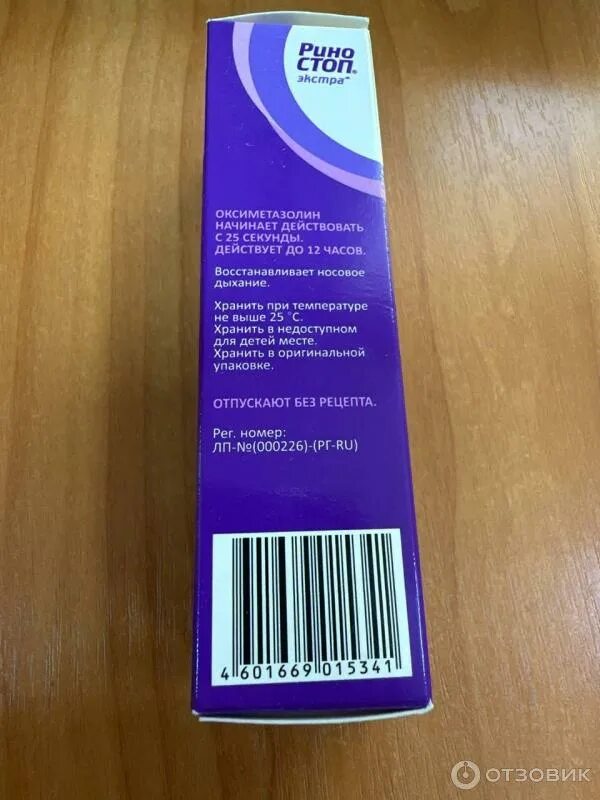 Рино
СТОП®
экстра*
ОКСИМЕТАЗОЛИН
НАЧИНАЕТ ДЕЙСТВОВАТЬ
С 25 СЕКУНДЫ.
ДЕЙСТВУЕТ ДО 12 ЧАСОВ.
Восстанавливает носовое
дыхание.
Хранить при температуре
не выше 25 °С.
Хранить в недоступном
для детей месте.
Хранить в оригинальной
упаковке.
ОТПУСКАЮТ БЕЗ РЕЦЕПТА.
Рег. номер:
ЛП-№(000226)-(РГ-RU)
4 601669 015341
ОТЗОВИК